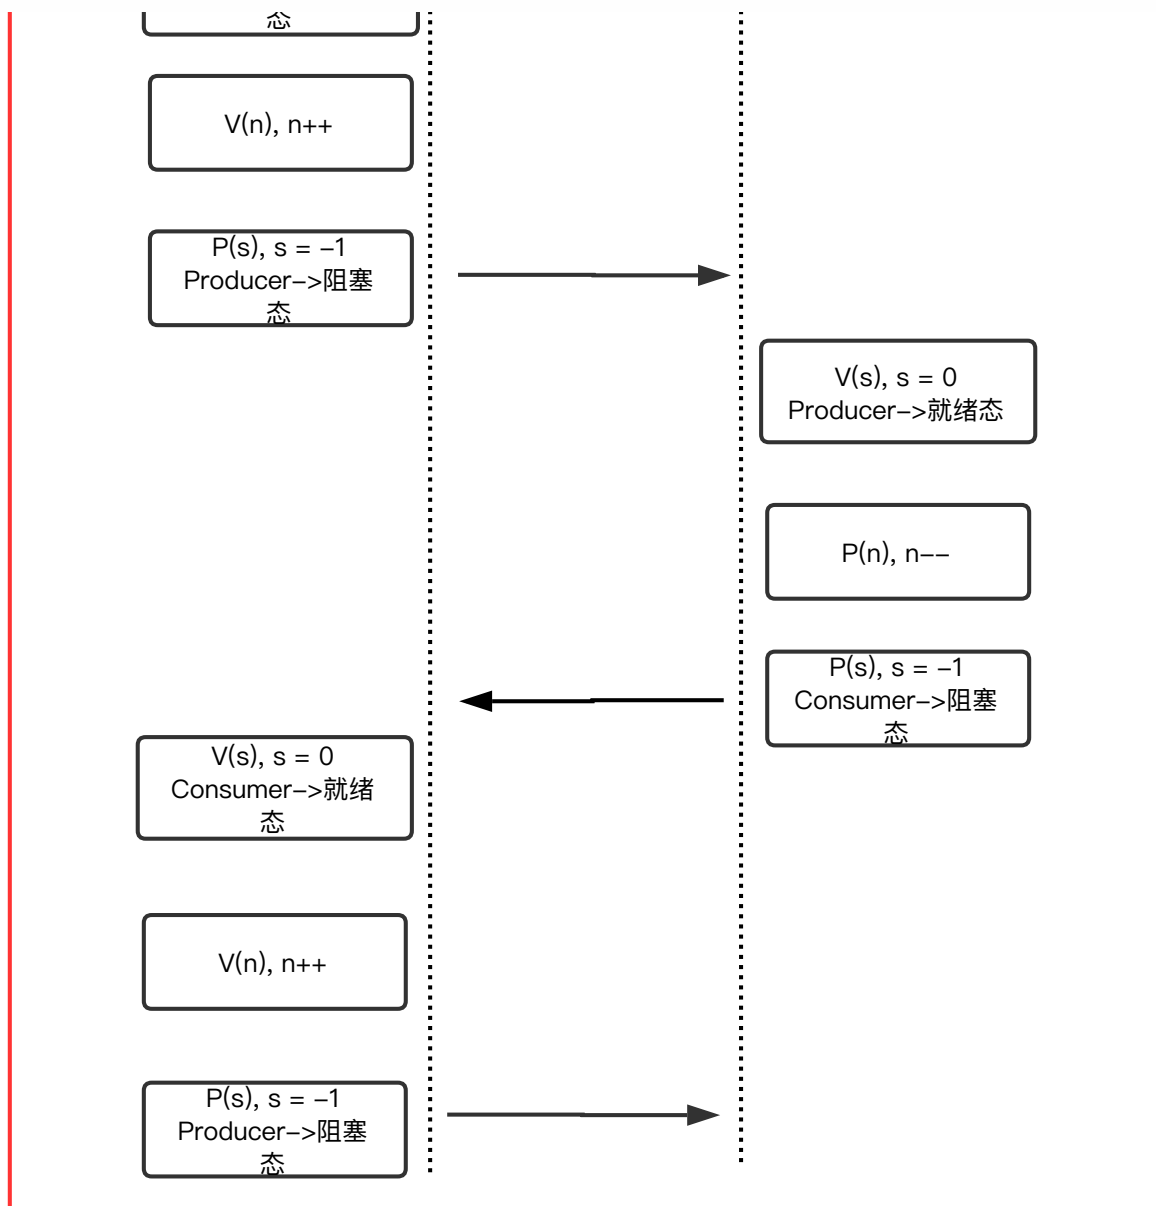 态
V(n), n++
P(s), s = -1
Producer->阻塞
态
V(s), s = 0
Producer->就绪态
P(n), n--
P(s), s = -1
Consumer->阻塞
态
V(s), s = 0
Consumer->就绪
态
V(n), n++
P(s), s = -1
Producer->阻塞
态